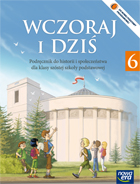 WCZORAJ
I DZIŚ
Podręcznik do historii i społeczeństwa
dla klasy szóstej szkoły podstawowej
6
nowa
era